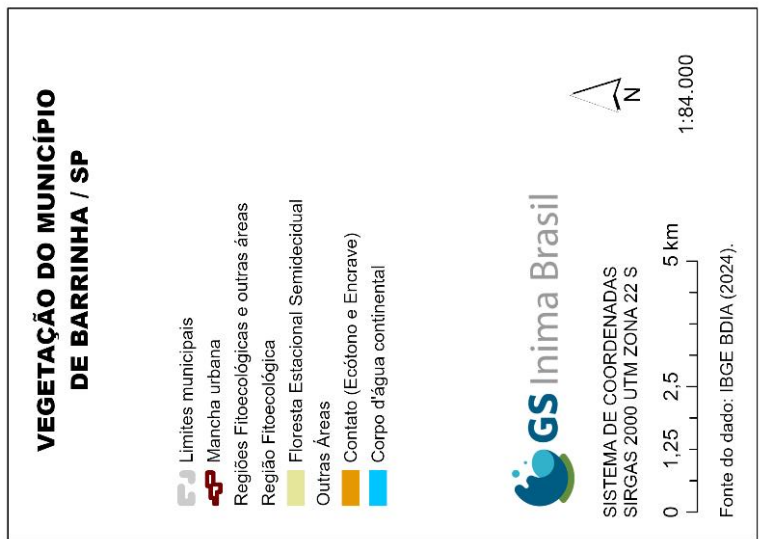 VEGETAÇÃO DO MUNICÍPIO
DE BARRINHA / SP
Limites municipais
Mancha urbana
Regiões Fitoecológicas e outras áreas
Região Fitoecológica
Floresta Estacional Semidecidual
Outras Áreas
Contato (Ecótono e Encrave)
Corpo d'água continental
GS Inima Brasil
SISTEMA DE COORDENADAS
SIRGAS 2000 UTM ZONA 22 S
N
0 1,25 2,5 5 km
1:84.000
Fonte do dado: IBGE BDIA (2024).